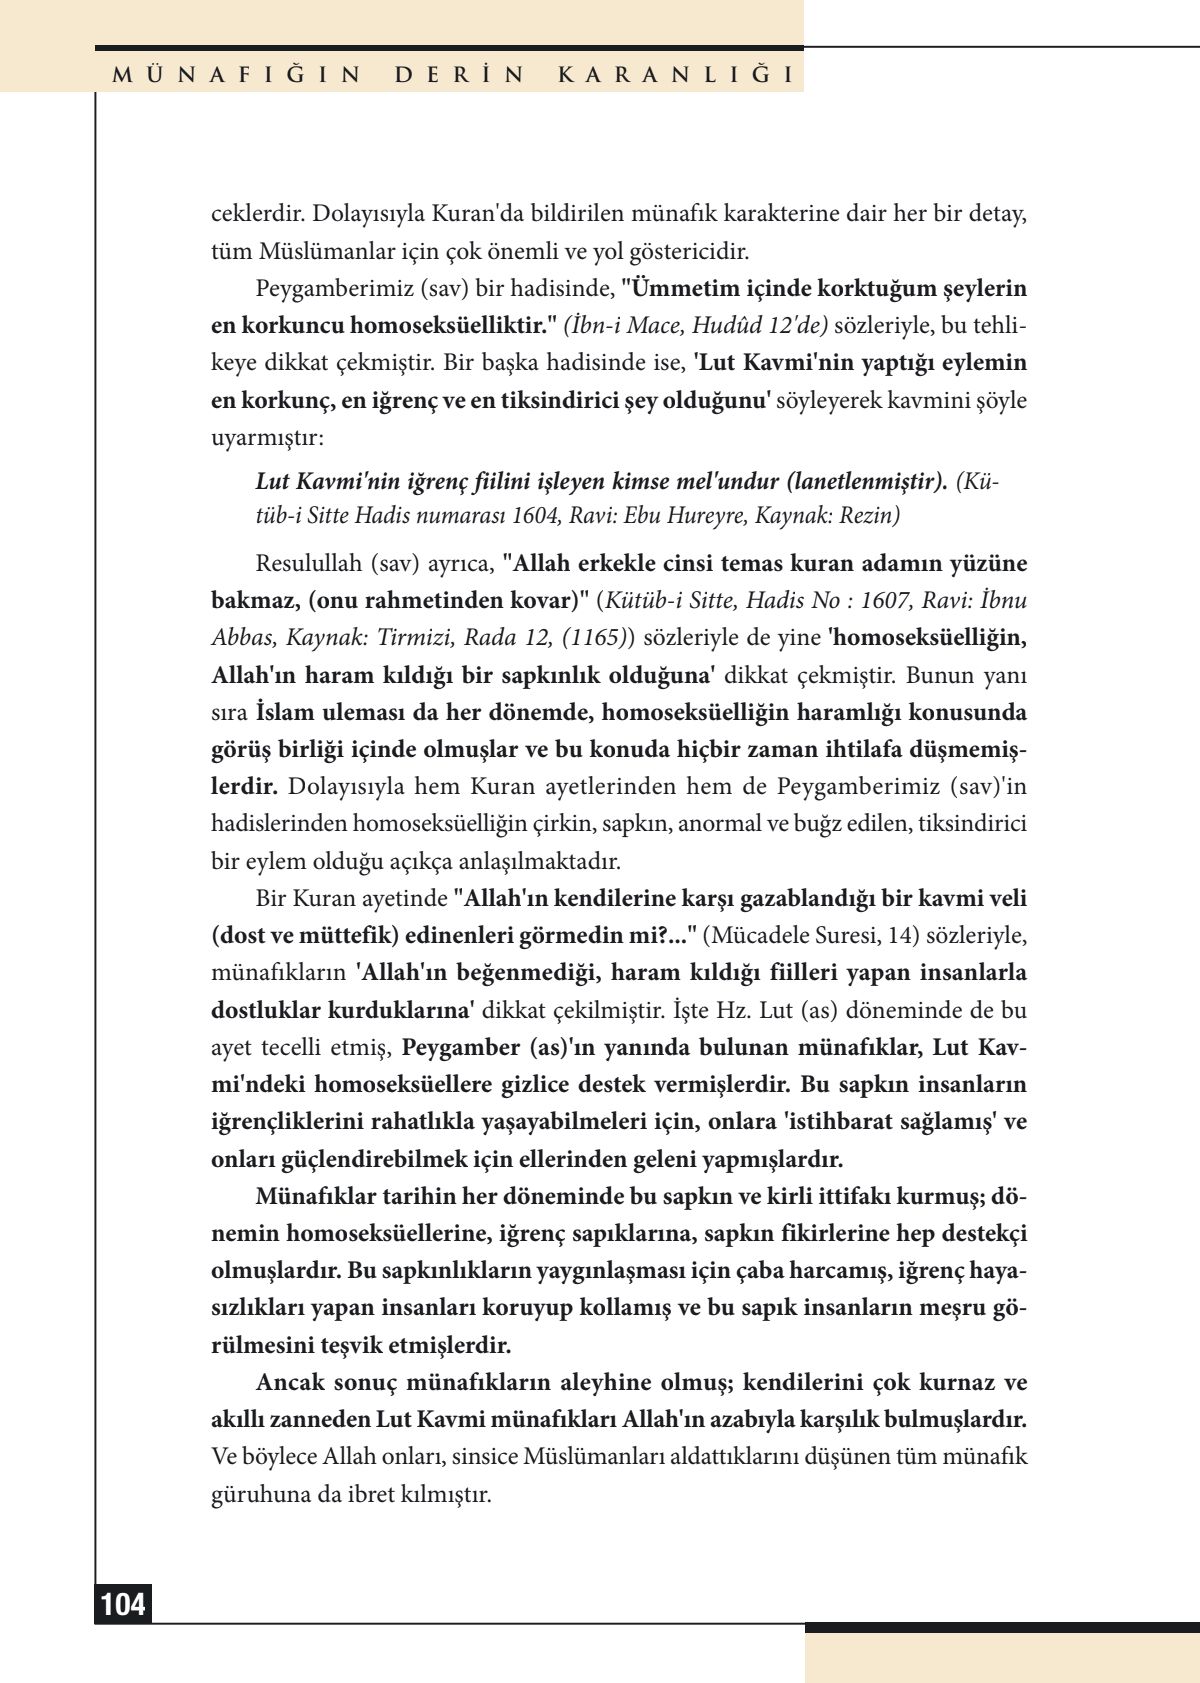 MÜNAFIĞIN DERİN KARANLIĞI
ceklerdir. Dolayısıyla Kuran'da bildirilen münafık karakterine dair her bir detay,
tüm Müslümanlar için çok önemli ve yol göstericidir.
Peygamberimiz (sav) bir hadisinde, "Ümmetim içinde korktuğum şeylerin
en korkuncu homoseksüelliktir." (İbn-i Mace, Hudûd 12'de) sözleriyle, bu tehli-
keye dikkat çekmiştir. Bir başka hadisinde ise, 'Lut Kavmi'nin yaptığı eylemin
en korkunç, en iğrenç ve en tiksindirici şey olduğunu' söyleyerek kavmini şöyle
uyarmıştır:
Lut Kavmi'nin iğrenç fiilini işleyen kimse mel'undur (lanetlenmiştir). (Kü-
tüb-i Sitte Hadis numarası 1604, Ravi: Ebu Hureyre, Kaynak: Rezin)
Resulullah (sav) ayrıca, "Allah erkekle cinsi temas kuran adamın yüzüne
bakmaz, (onu rahmetinden kovar)" (Kütüb-i Sitte, Hadis No : 1607, Ravi: İbnu
Abbas, Kaynak: Tirmizi, Rada 12, (1165)) sözleriyle de yine 'homoseksüelliğin,
Allah'ın haram kıldığı bir sapkınlık olduğuna' dikkat çekmiştir. Bunun yanı
sıra İslam uleması da her dönemde, homoseksüelliğin haramlığı konusunda
görüş birliği içinde olmuşlar ve bu konuda hiçbir zaman ihtilafa düşmemiş-
lerdir. Dolayısıyla hem Kuran ayetlerinden hem de Peygamberimiz (sav)'in
hadislerinden homoseksüelliğin çirkin, sapkın, anormal ve buğz edilen, tiksindirici
bir eylem olduğu açıkça anlaşılmaktadır.
Bir Kuran ayetinde "Allah'ın kendilerine karşı gazablandığı bir kavmi veli
(dost ve müttefik) edinenleri görmedin mi?..." (Mücadele Suresi, 14) sözleriyle,
münafıkların 'Allah'ın beğenmediği, haram kıldığı fiilleri yapan insanlarla
dostluklar kurduklarına' dikkat çekilmiştir. İşte Hz. Lut (as) döneminde de bu
ayet tecelli etmiş, Peygamber (as)'ın yanında bulunan münafıklar, Lut Kav-
mi'ndeki homoseksüellere gizlice destek vermişlerdir. Bu sapkın insanların
iğrençliklerini rahatlıkla yaşayabilmeleri için, onlara 'istihbarat sağlamış' ve
onları güçlendirebilmek için ellerinden geleni yapmışlardır.
Münafıklar tarihin her döneminde bu sapkın ve kirli ittifakı kurmuş; dö-
nemin homoseksüellerine, iğrenç sapıklarına, sapkın fikirlerine hep destekçi
olmuşlardır. Bu sapkınlıkların yaygınlaşması için çaba harcamış, iğrenç haya-
sızlıkları yapan insanları koruyup kollamış ve bu sapık insanların meşru gö-
rülmesini teşvik etmişlerdir.
Ancak sonuç münafıkların aleyhine olmuş; kendilerini çok kurnaz ve
akıllı zanneden Lut Kavmi münafıkları Allah'ın azabıyla karşılık bulmuşlardır.
Ve böylece Allah onları, sinsice Müslümanları aldattıklarını düşünen tüm münafık
güruhuna da ibret kılmıştır.
104